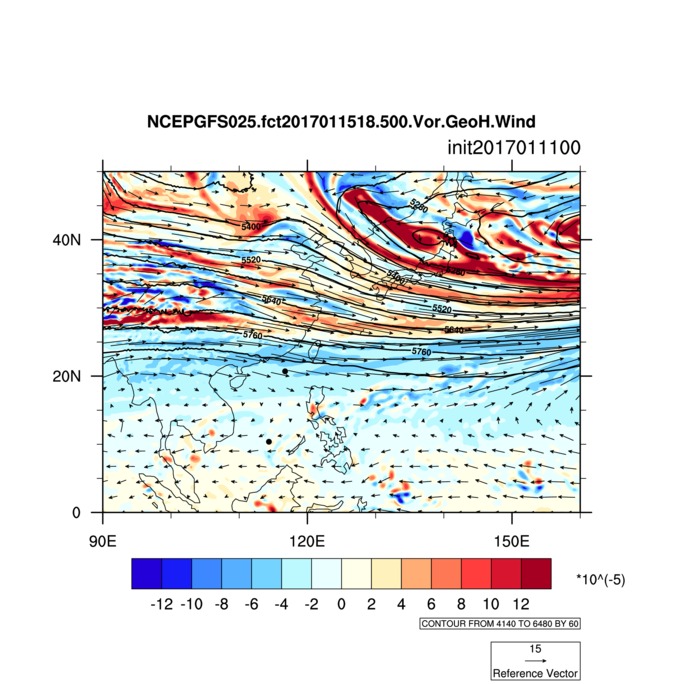 NCEPGFS025.fct2017011518.500.Vor.GeoH.Wind
init2017011100
5280
5400
40N
5520
5400
5280
5640
5520
5640
5760
5760
20N
0
90E 120E 150E
-12 -10 -8 -6 -4 -2 0 2 4 6 8 10 12
*10^(-5)
CONTOUR FROM 4140 TO 6480 BY 60
15
Reference Vector